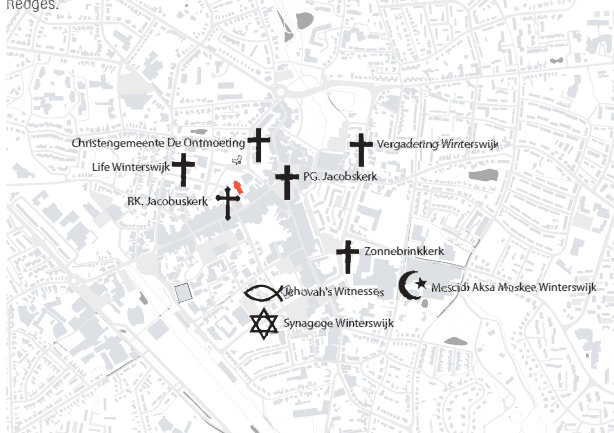 hedges.
Christengemeente De Ontmoeting
Vergadering Winterswijk
Life Winterswijk
PG. Jacobskerk
RK. Jacobuskerk
Zonnebrinkkerk
Jehovah's Witnesses
Mescidi Aksa Moskee Winterswijk
Synagoge Winterswijk